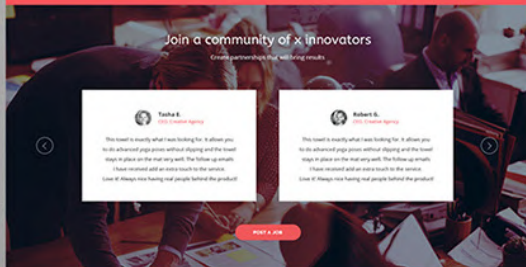 Join a community of x innovators
Create partnerships that will bring results
Tasha E.
CEO, Creative Agency
This towel is exactly what I was looking for. It allows you
to do advanced yoga poses without slipping and the towel
stays in place on the mat very well. The follow up emails
I have received add an extra touch to the service.
Love it! Always nice having real people behind the product!
Robert G.
CEO, Creative Agency
This towel is exactly what I was looking for. It allows you
to do advanced yoga poses without slipping and the towel
stays in place on the mat very well. The follow up emails
I have received add an extra touch to the service.
Love it! Always nice having real people behind the product!
POST A JOB